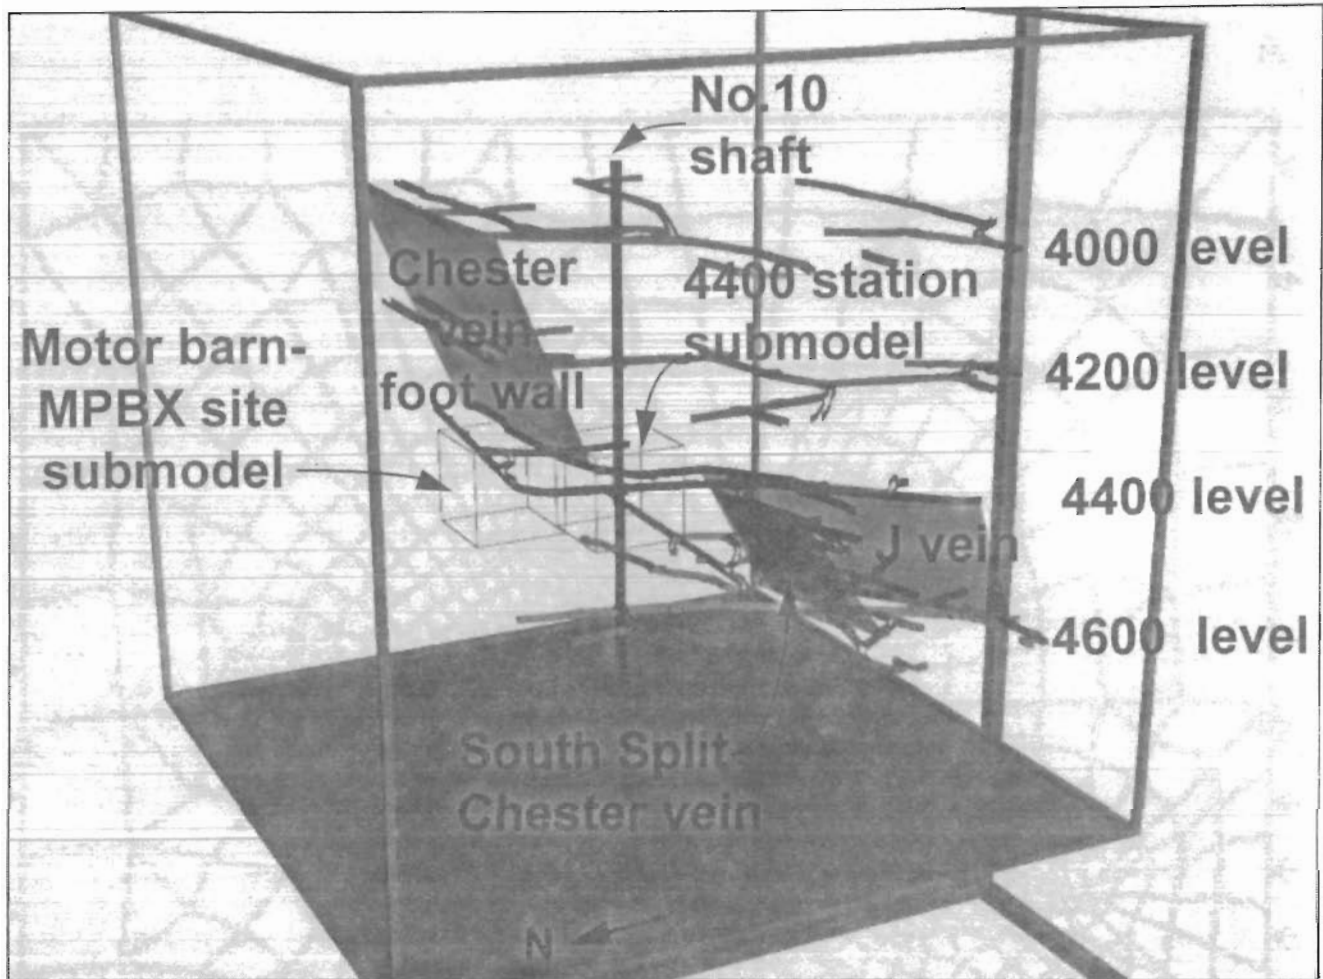 No.10
shaft
4000 level
Chester
vein
foot wall
4400 station
submodel
Motor barn-
MPBX site
submodel
4200 level
4400 level
J vein
4600 level
South Split-
Chester vein
N